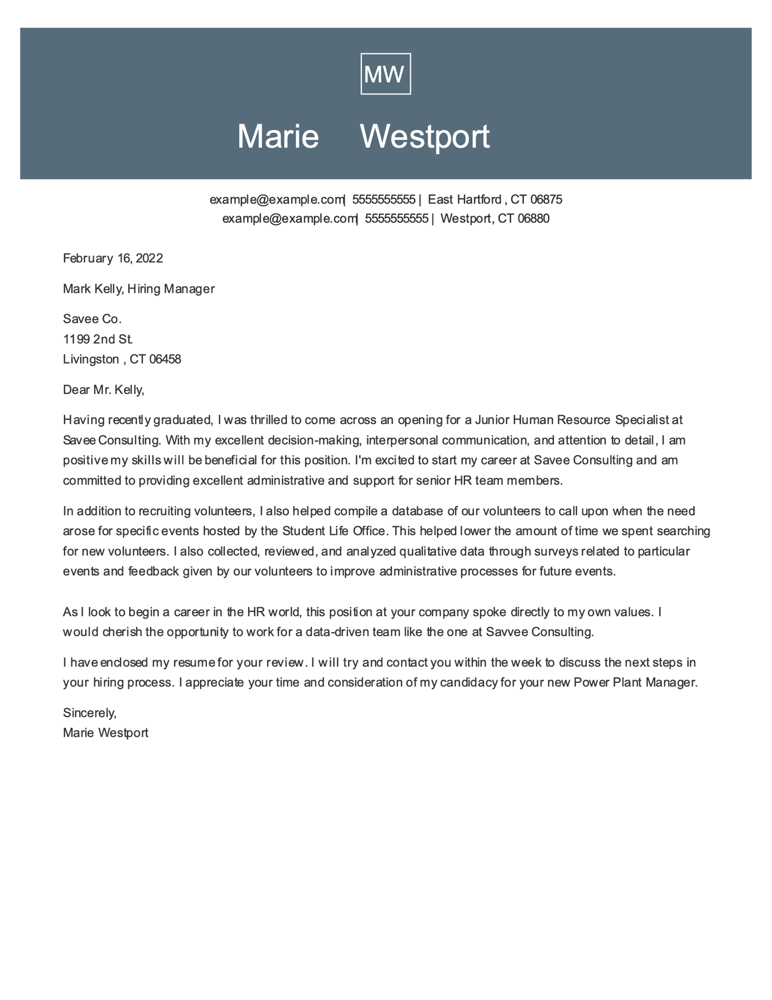 MW
Marie Westport
example@example.com| 5555555555 | East Hartford , CT 06875
example@example.com| 5555555555 | Westport, CT 06880
February 16, 2022
Mark Kelly, Hiring Manager
Savee Co.
1199 2nd St.
Livingston , CT 06458
Dear Mr. Kelly,
Having recently graduated, I was thrilled to come across an opening for a Junior Human Resource Specialist at
Savee Consulting. With my excellent decision-making, interpersonal communication, and attention to detail, I am
positive my skills will be beneficial for this position. I'm excited to start my career at Savee Consulting and am
committed to providing excellent administrative and support for senior HR team members.
In addition to recruiting volunteers, I also helped compile a database of our volunteers to call upon when the need
arose for specific events hosted by the Student Life Office. This helped lower the amount of time we spent searching
for new volunteers. I also collected, reviewed, and analyzed qualitative data through surveys related to particular
events and feedback given by our volunteers to improve administrative processes for future events.
As I look to begin a career in the HR world, this position at your company spoke directly to my own values. I
would cherish the opportunity to work for a data-driven team like the one at Savvee Consulting.
I have enclosed my resume for your review. I will try and contact you within the week to discuss the next steps in
your hiring process. I appreciate your time and consideration of my candidacy for your new Power Plant Manager.
Sincerely,
Marie Westport